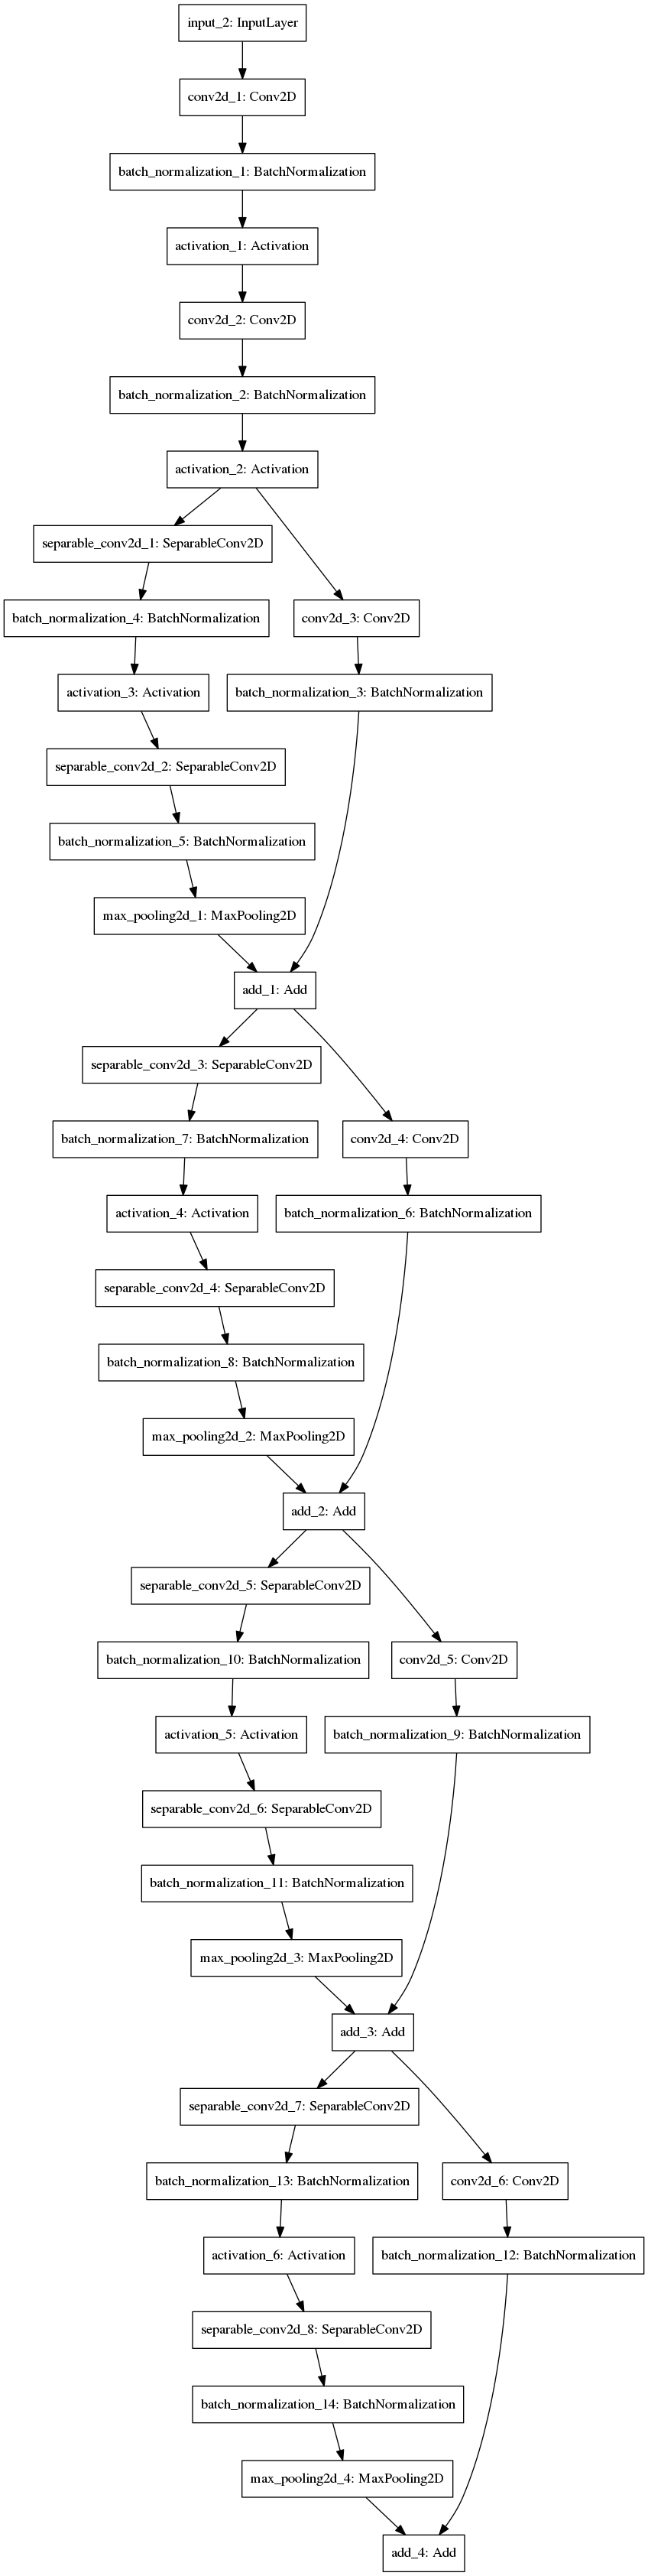 input_2: InputLayer
conv2d_1: Conv2D
batch_normalization_1: BatchNormalization
activation_1: Activation
conv2d_2: Conv2D
batch_normalization_2: BatchNormalization
activation_2: Activation
separable_conv2d_1: SeparableConv2D
batch_normalization_4: BatchNormalization
conv2d_3: Conv2D
activation_3: Activation
batch_normalization_3: BatchNormalization
separable_conv2d_2: SeparableConv2D
batch_normalization_5: BatchNormalization
max_pooling2d_1: MaxPooling2D
add_1: Add
separable_conv2d_3: SeparableConv2D
batch_normalization_7: BatchNormalization
conv2d_4: Conv2D
activation_4: Activation
batch_normalization_6: BatchNormalization
separable_conv2d_4: SeparableConv2D
batch_normalization_8: BatchNormalization
max_pooling2d_2: MaxPooling2D
add_2: Add
separable_conv2d_5: SeparableConv2D
batch_normalization_10: BatchNormalization
conv2d_5: Conv2D
activation_5: Activation
batch_normalization_9: BatchNormalization
separable_conv2d_6: SeparableConv2D
batch_normalization_11: BatchNormalization
max_pooling2d_3: MaxPooling2D
add_3: Add
separable_conv2d_7: SeparableConv2D
batch_normalization_13: BatchNormalization
conv2d_6: Conv2D
activation_6: Activation
batch_normalization_12: BatchNormalization
separable_conv2d_8: SeparableConv2D
batch_normalization_14: BatchNormalization
max_pooling2d_4: MaxPooling2D
add_4: Add